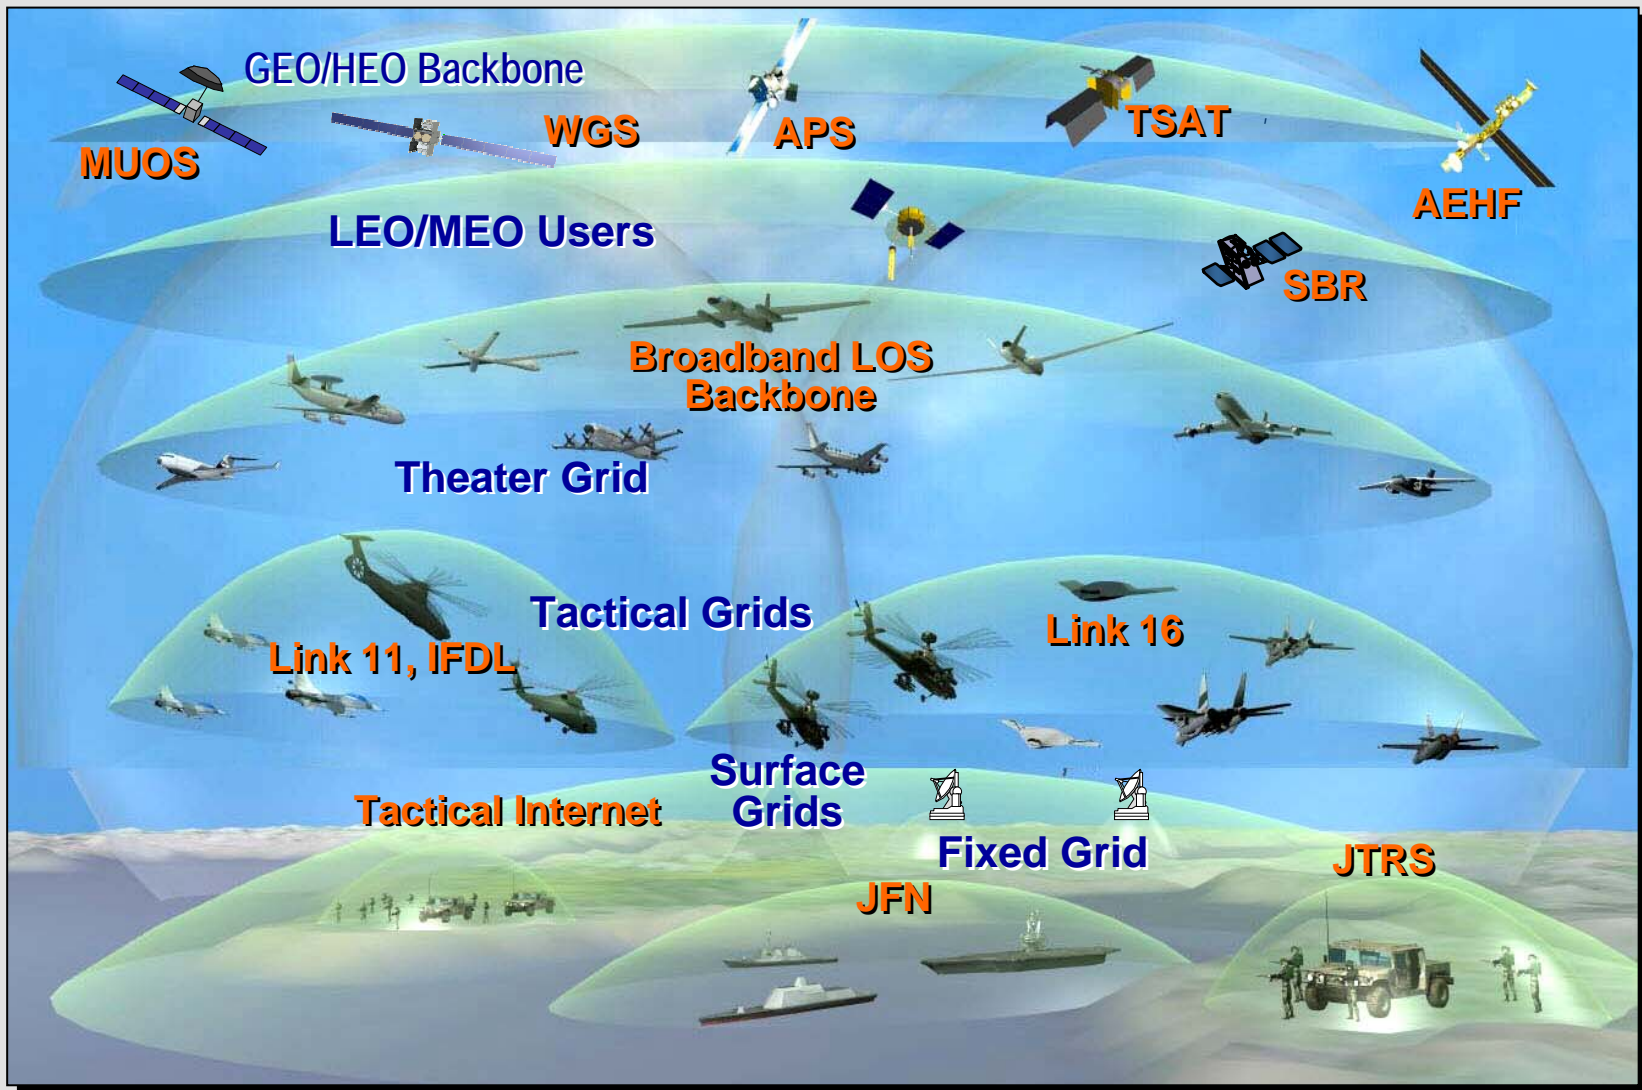 GEO/HEO Backbone
MUOS
WGS
APS
TSAT
AEHF
LEO/MEO Users
SBR
Broadband LOS
Backbone
Theater Grid
Tactical Grids
Link 11, IFDL
Link 16
Surface
Grids
Tactical Internet
Fixed Grid
JTRS
JFN